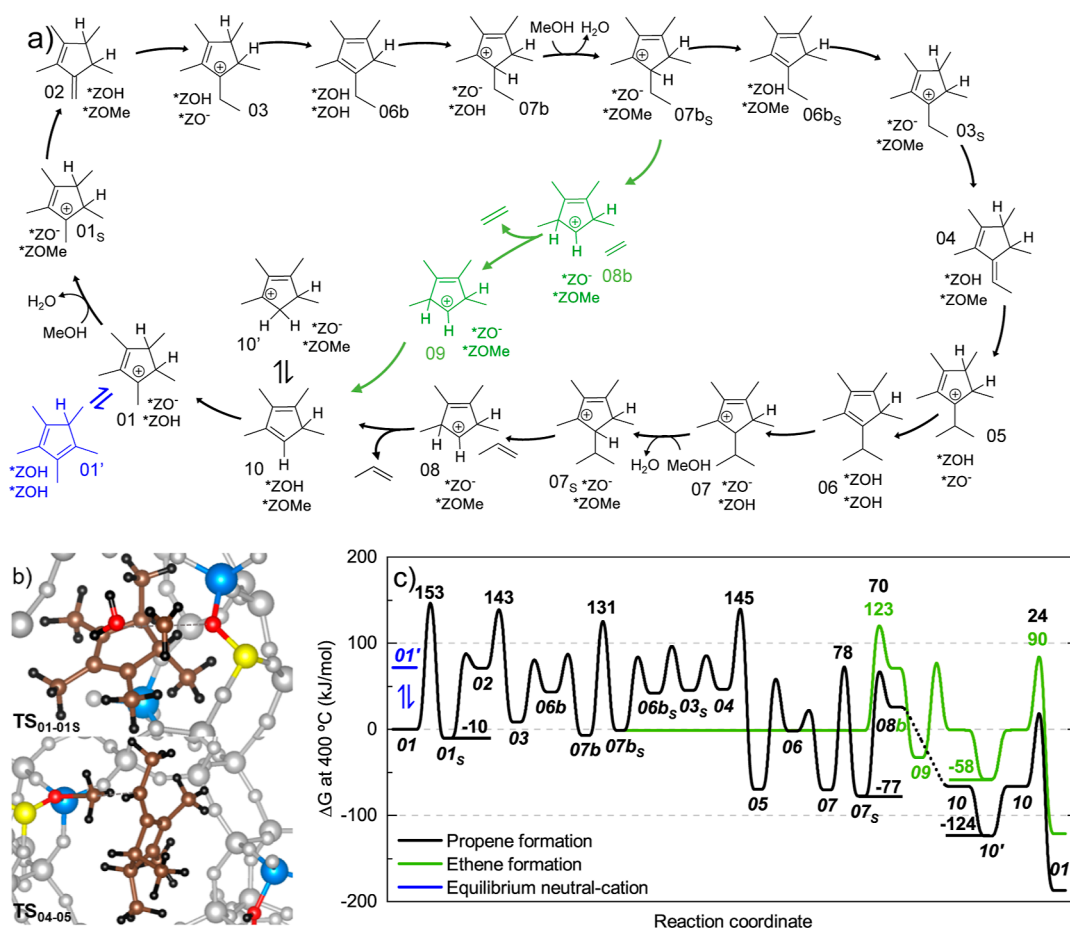 a)
02
*ZOH
*ZOMe
H
H
*ZOH
*ZO-
03
H
*ZOH
*ZOH
06b
H
H
*ZO-
*ZOH
07b
MeOH
H2O
H
H
*ZO-
*ZOMe
07bS
H
*ZOH
*ZOMe
06bS
H
H
*ZO-
*ZOMe
03S
H
H
*ZO-
*ZOMe
01S
H
H
H2O
MeOH
01
*ZO-
*ZOH
H
H
01'
*ZOH
*ZOH
H
10'
*ZO-
*ZOMe
H
H
H
10
*ZOH
*ZOMe
H
H
09
*ZO-
*ZOMe
H
H
H
08b
*ZO-
*ZOMe
H
H
H
08
*ZO-
*ZOMe
H
H
H
07S
*ZO-
*ZOMe
H
H
H2O
MeOH
07
*ZO-
*ZOH
H
H
06
*ZOH
*ZOH
H
05
*ZOH
*ZO-
H
H
04
*ZOH
*ZOMe
H
H
b)
TS01-01S
TS04-05
c)
ΔG at 400 °C (kJ/mol)
200
100
0
-100
-200
153
143
131
145
78
70
123
24
90
01'
01
01S
-10
02
03
06b
07b
07bS
06bS
03S
04
05
06
07
07S
-77
08b
09
-58
10
-124
10'
10
01
Propene formation
Ethene formation
Equilibrium neutral-cation
Reaction coordinate